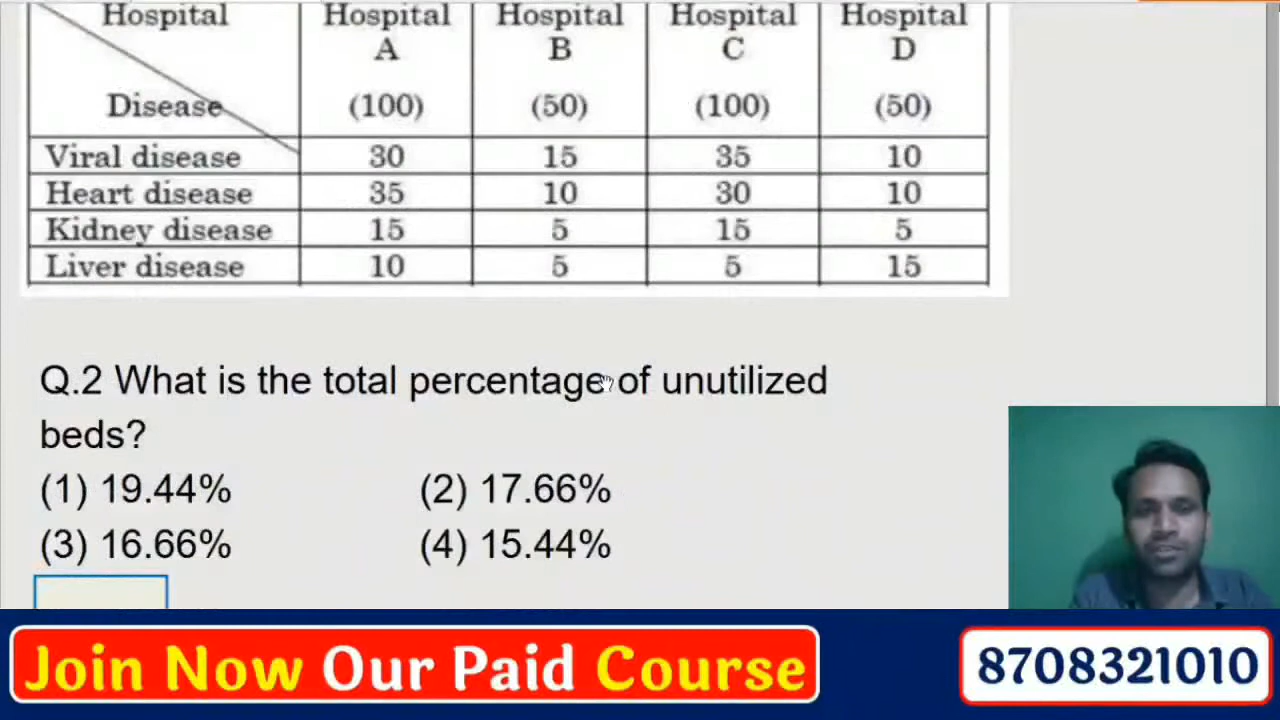 Hospital Hospital Hospital Hospital Hospital
A B C D
Disease (100) (50) (100) (50)
Viral disease 30 15 35 10
Heart disease 35 10 30 10
Kidney disease 15 5 15 5
Liver disease 10 5 5 15
Q.2 What is the total percentage of unutilized
beds?
(1) 19.44% (2) 17.66%
(3) 16.66% (4) 15.44%
Join Now Our Paid Course 8708321010